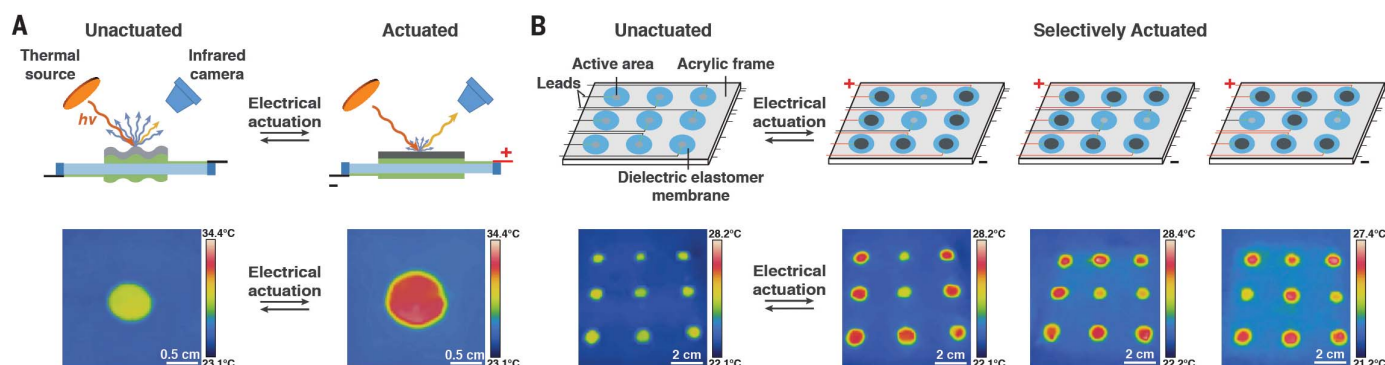 A
Unactuated
Actuated
Thermal
source
Infrared
camera
hν
Electrical
actuation
+
−
34.4°C
23.1°C
0.5 cm
Electrical
actuation
34.4°C
23.1°C
0.5 cm
B
Unactuated
Selectively Actuated
Active area
Acrylic frame
Leads
Dielectric elastomer
membrane
Electrical
actuation
+
−
+
−
+
−
28.2°C
22.1°C
2 cm
Electrical
actuation
28.2°C
22.1°C
2 cm
28.4°C
22.2°C
2 cm
27.4°C
21.2°C
2 cm